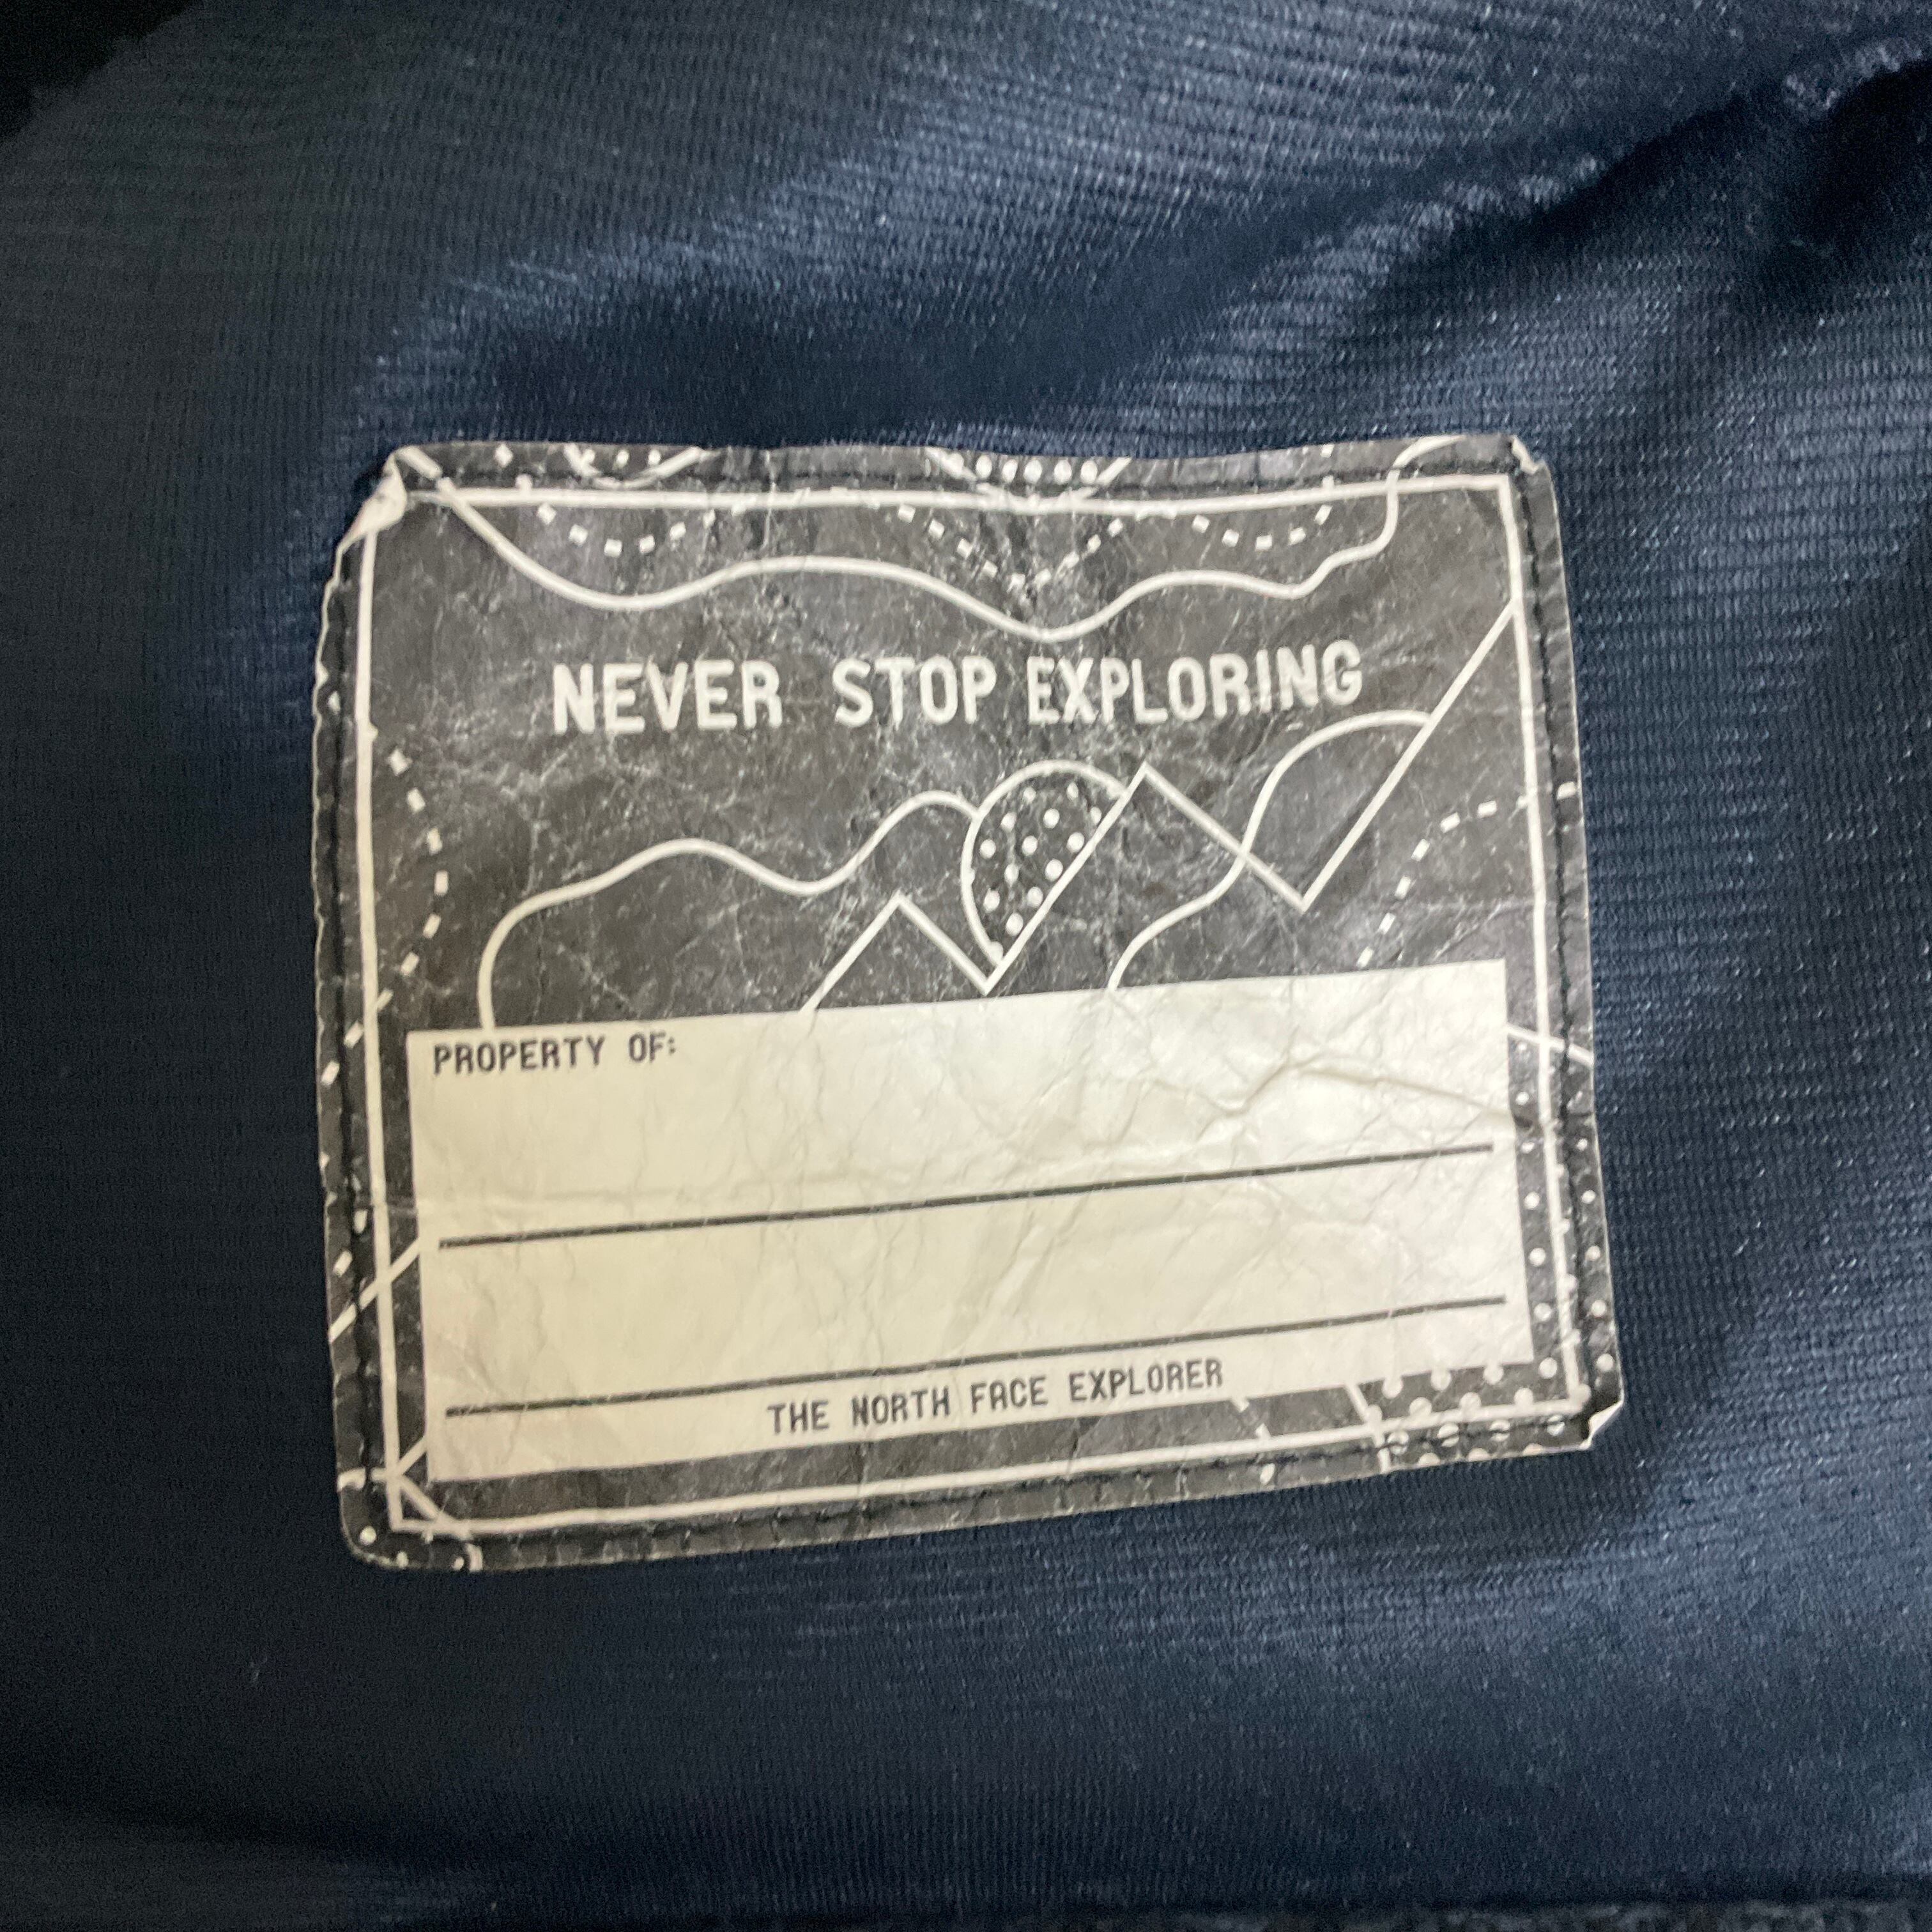 NEVER STOP EXPLORING
PROPERTY OF:
THE NORTH FACE EXPLORER